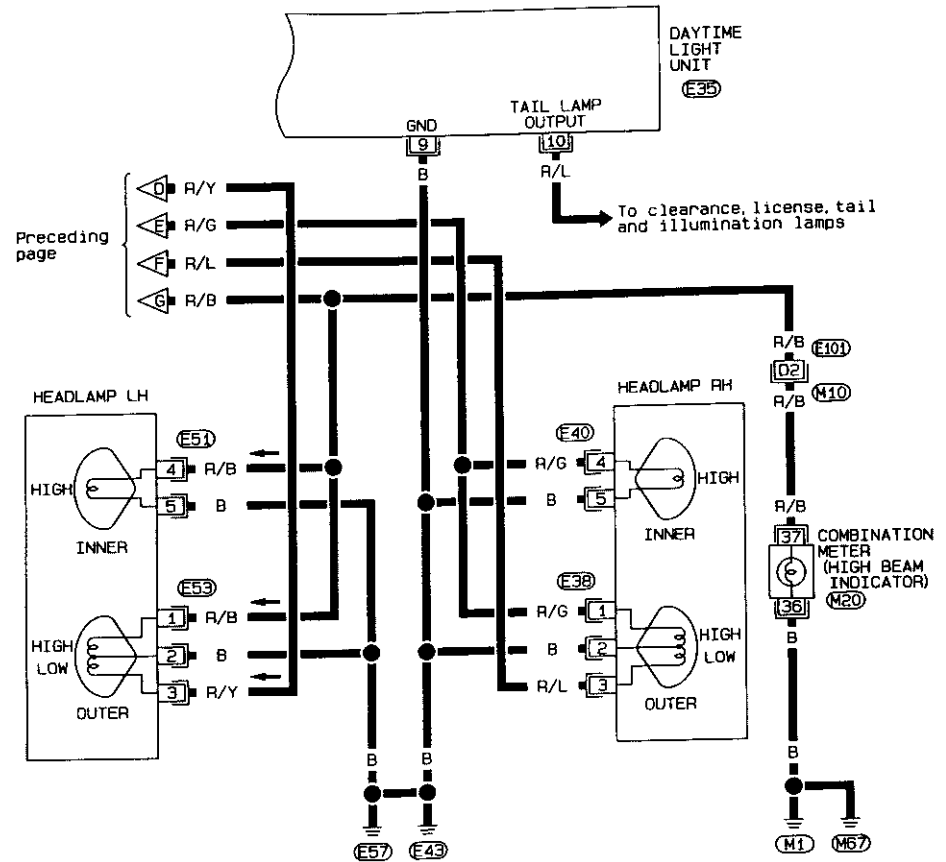 DAYTIME
LIGHT
UNIT
E35
TAIL LAMP
OUTPUT
GND
9
10
B
R/L
To clearance, license, tail
and illumination lamps
Preceding
page
D R/Y
E R/G
F R/L
G R/B
R/B
E101
D2
R/B
M10
HEADLAMP LH
E51
4 R/B
HIGH
5 B
INNER
E53
1 R/B
HIGH
2 B
LOW
3 R/Y
OUTER
HEADLAMP RH
E40
R/G 4
HIGH
B 5
INNER
E38
R/G 1
HIGH
B 2
LOW
R/L 3
OUTER
R/B
37
COMBINATION
METER
(HIGH BEAM
INDICATOR)
M20
36
B
B
B
B
E57
E43
M1
M67